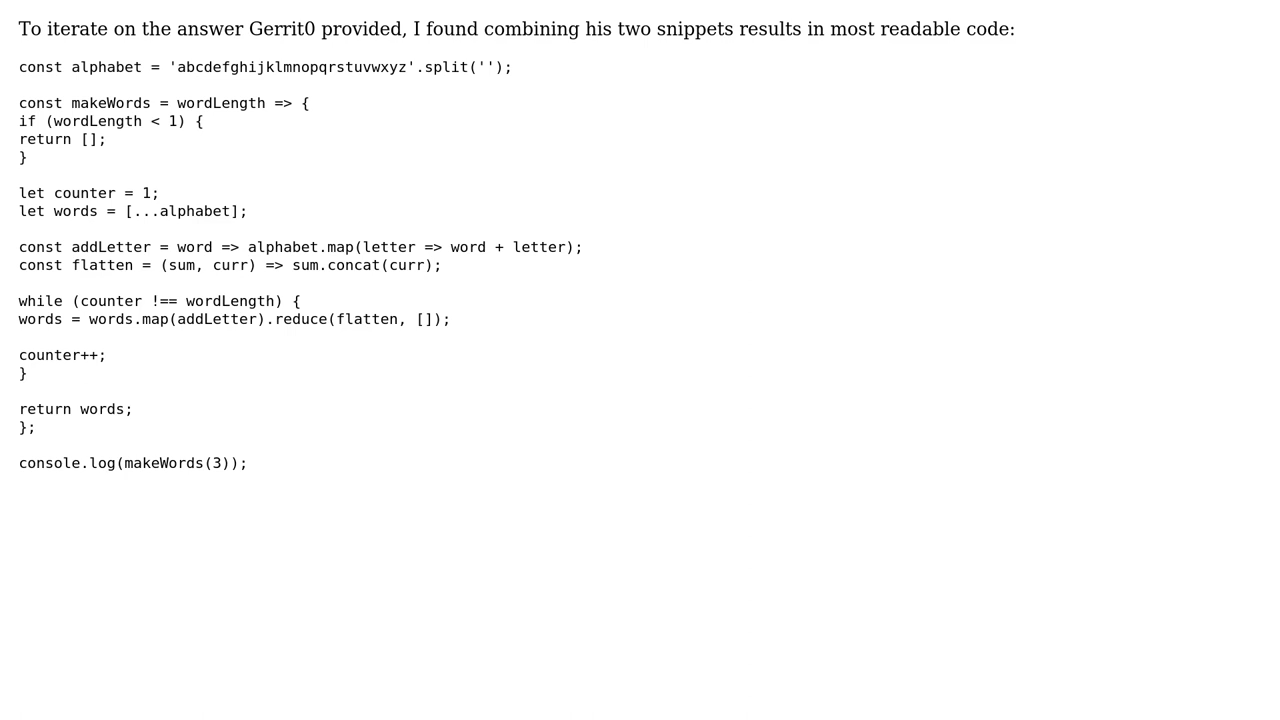 To iterate on the answer Gerrit0 provided, I found combining his two snippets results in most readable code:
const alphabet = 'abcdefghijklmnopqrstuvwxyz'.split('');
const makeWords = wordLength => {
if (wordLength < 1) {
return [];
}
let counter = 1;
let words = [...alphabet];
const addLetter = word => alphabet.map(letter => word + letter);
const flatten = (sum, curr) => sum.concat(curr);
while (counter !== wordLength) {
words = words.map(addLetter).reduce(flatten, []);
counter++;
}
return words;
};
console.log(makeWords(3));